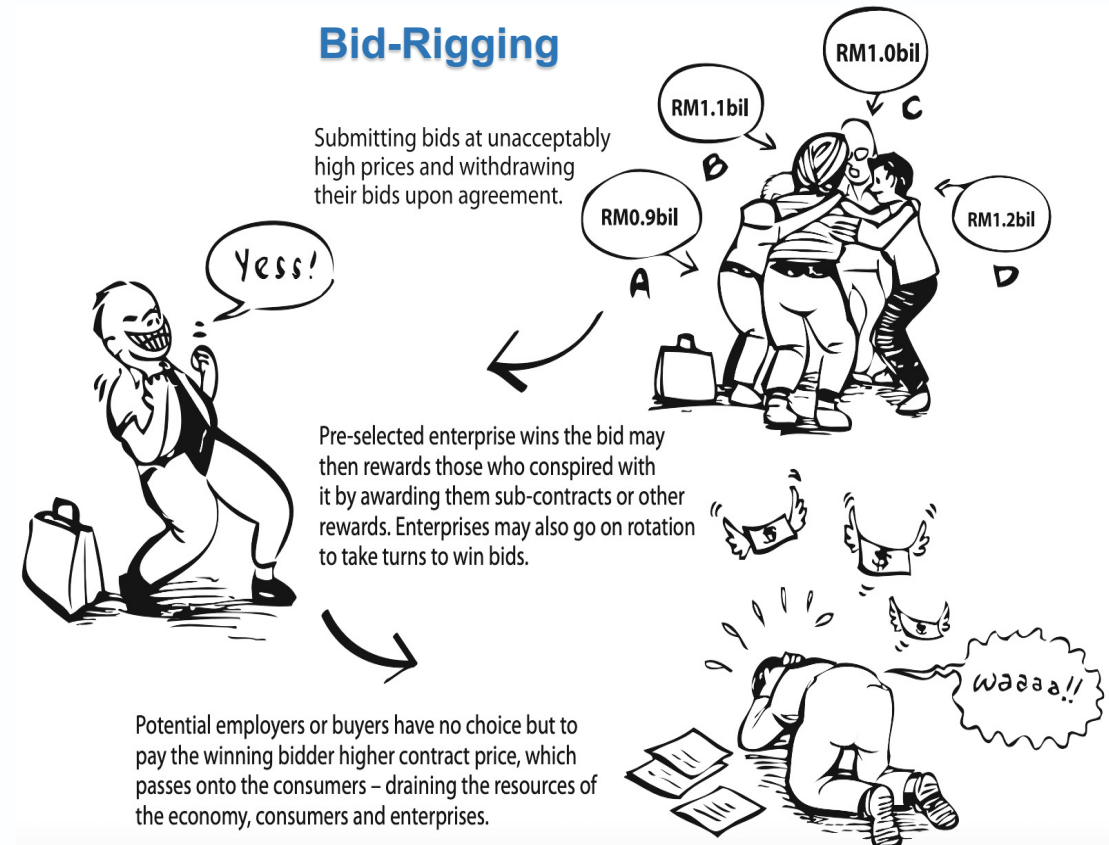 Bid-Rigging
Submitting bids at unacceptably
high prices and withdrawing
their bids upon agreement.
RM1.0bil
C
RM1.1bil
B
RM0.9bil
A
RM1.2bil
D
Yess!
Pre-selected enterprise wins the bid may
then rewards those who conspired with
it by awarding them sub-contracts or other
rewards. Enterprises may also go on rotation
to take turns to win bids.
$
$
$
waaaa!!
Potential employers or buyers have no choice but to
pay the winning bidder higher contract price, which
passes onto the consumers – draining the resources of
the economy, consumers and enterprises.